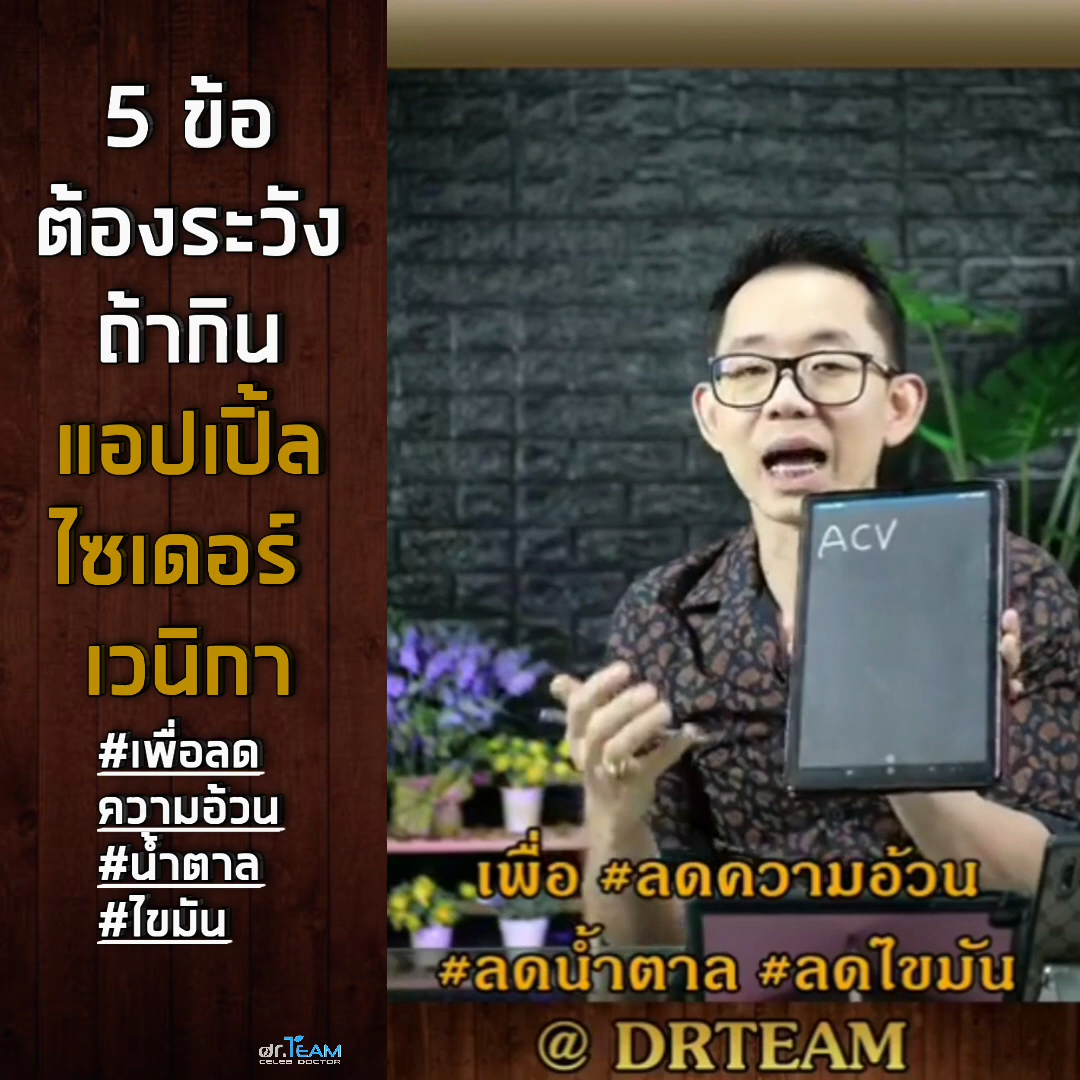 5 ข้อ
ต้องระวัง
ถ้ากิน
แอปเปิ้ล
ไซเดอร์
เวนิกา
#เพื่อลด
ความอ้วน
#น้ำตาล
#ไขมัน
dr.TEAM
CELEB DOCTOR
ACV
เพื่อ #ลดความอ้วน
#ลดน้ำตาล #ลดไขมัน
@ DRTEAM